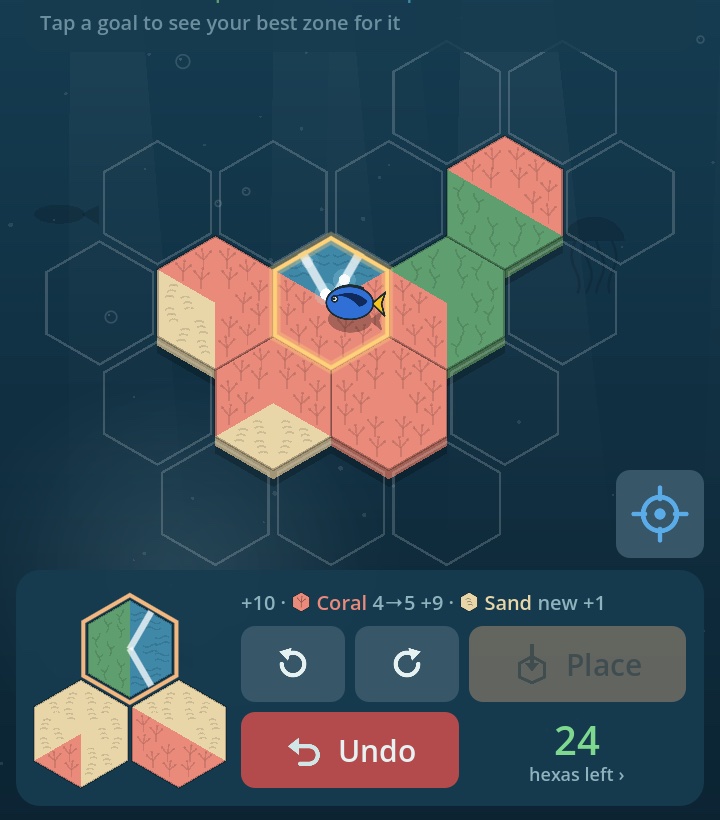 Tap a goal to see your best zone for it
+10 · Coral 4→5 +9 · Sand new +1
Place
Undo
24
hexas left ›